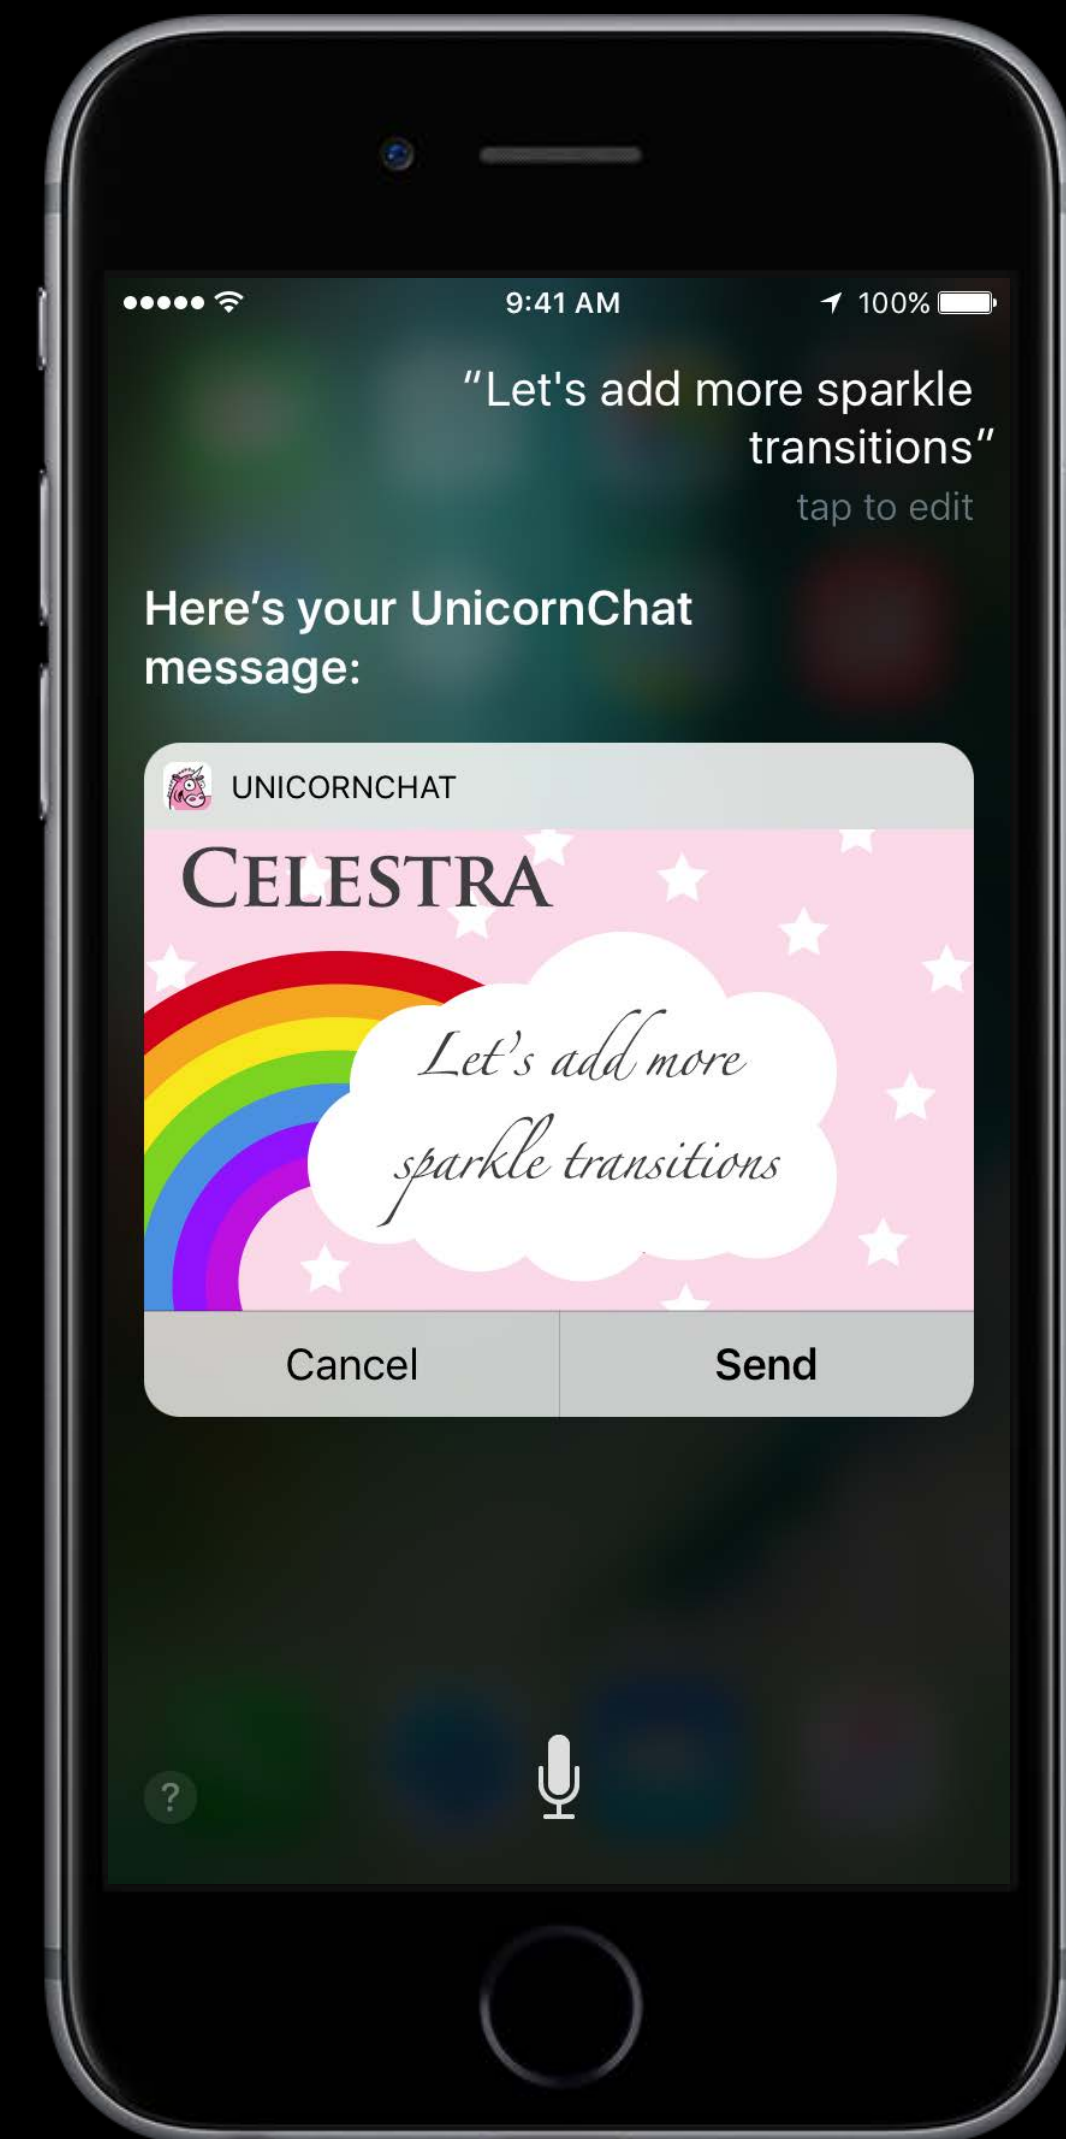 9:41 AM 100%
“Let's add more sparkle
transitions”
tap to edit
Here’s your UnicornChat
message:
UNICORNCHAT
CELESTRA
Let’s add more
sparkle transitions
Cancel Send
?